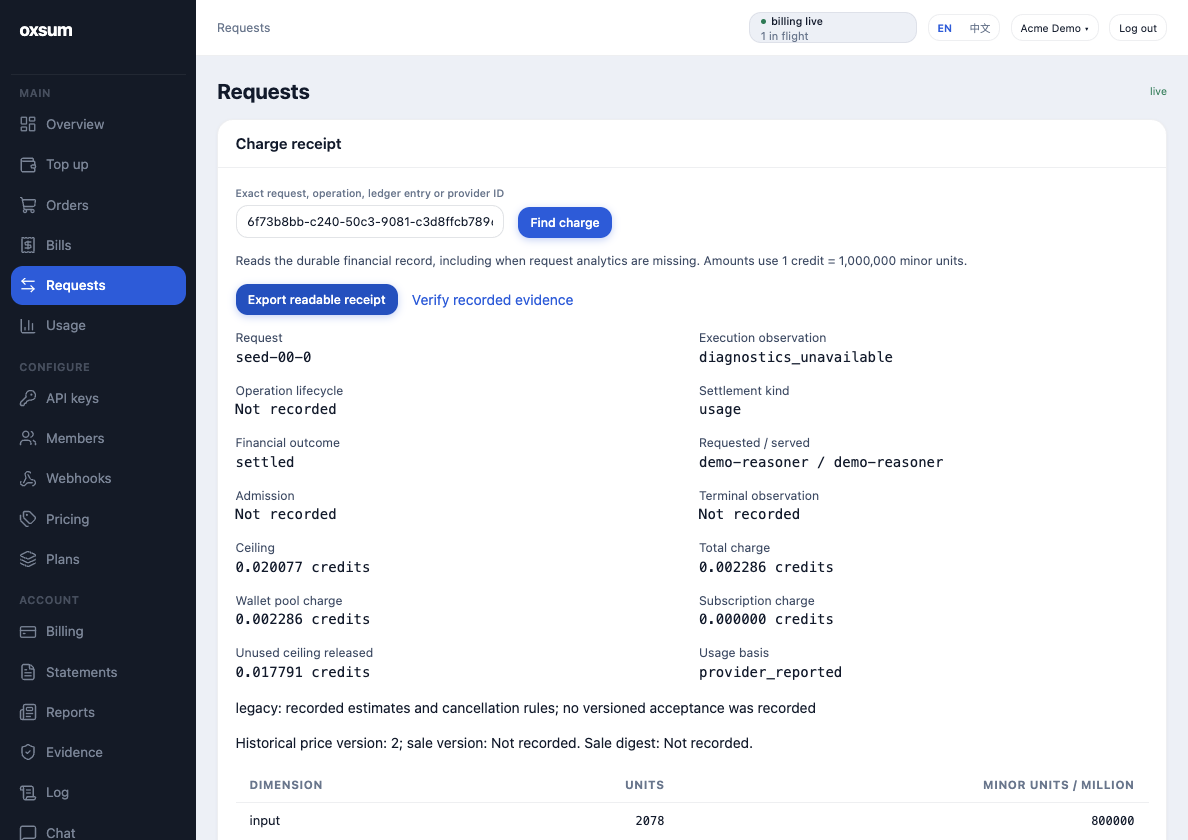 oxsum
MAIN
Overview
Top up
Orders
Bills
Requests
Usage
CONFIGURE
API keys
Members
Webhooks
Pricing
Plans
ACCOUNT
Billing
Statements
Reports
Evidence
Log
Chat
Requests
billing live
1 in flight
EN 中文
Acme Demo
Log out
Requests
live
Charge receipt
Exact request, operation, ledger entry or provider ID
6f73b8bb-c240-50c3-9081-c3d8ffcb789
Find charge
Reads the durable financial record, including when request analytics are missing. Amounts use 1 credit = 1,000,000 minor units.
Export readable receipt Verify recorded evidence
Request
seed-00-0
Execution observation
diagnostics_unavailable
Operation lifecycle
Not recorded
Settlement kind
usage
Financial outcome
settled
Requested / served
demo-reasoner / demo-reasoner
Admission
Not recorded
Terminal observation
Not recorded
Ceiling
0.020077 credits
Total charge
0.002286 credits
Wallet pool charge
0.002286 credits
Subscription charge
0.000000 credits
Unused ceiling released
0.017791 credits
Usage basis
provider_reported
legacy: recorded estimates and cancellation rules; no versioned acceptance was recorded
Historical price version: 2; sale version: Not recorded. Sale digest: Not recorded.
DIMENSION UNITS MINOR UNITS / MILLION
input 2078 800000